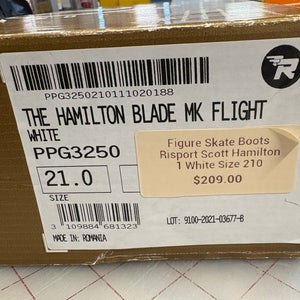 R
PPG3250210111020188
THE HAMILTON BLADE MK FLIGHT
WHITE
PPG3250
21.0
SIZE
Figure Skate Boots
Risport Scott Hamilton
1 White Size 210
$209.00
3 109884 681323
LOT: 9100-2021-03677-B
MADE IN: ROMANIA